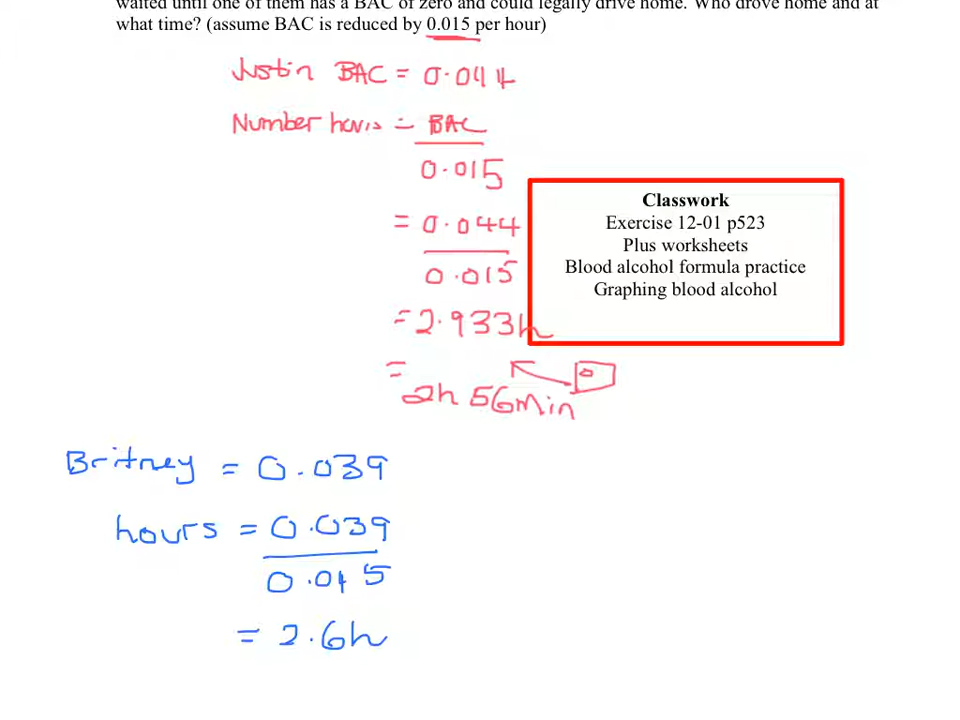 waited until one of them has a BAC of zero and could legally drive home. Who drove home and at
what time? (assume BAC is reduced by 0.015 per hour)
Justin BAC = 0.044
Number hours = BAC
0.015
= 0.044
0.015
= 2.933h
=
2h 56min
Classwork
Exercise 12-01 p523
Plus worksheets
Blood alcohol formula practice
Graphing blood alcohol
Britney = 0.039
hours = 0.039
0.015
= 2.6h